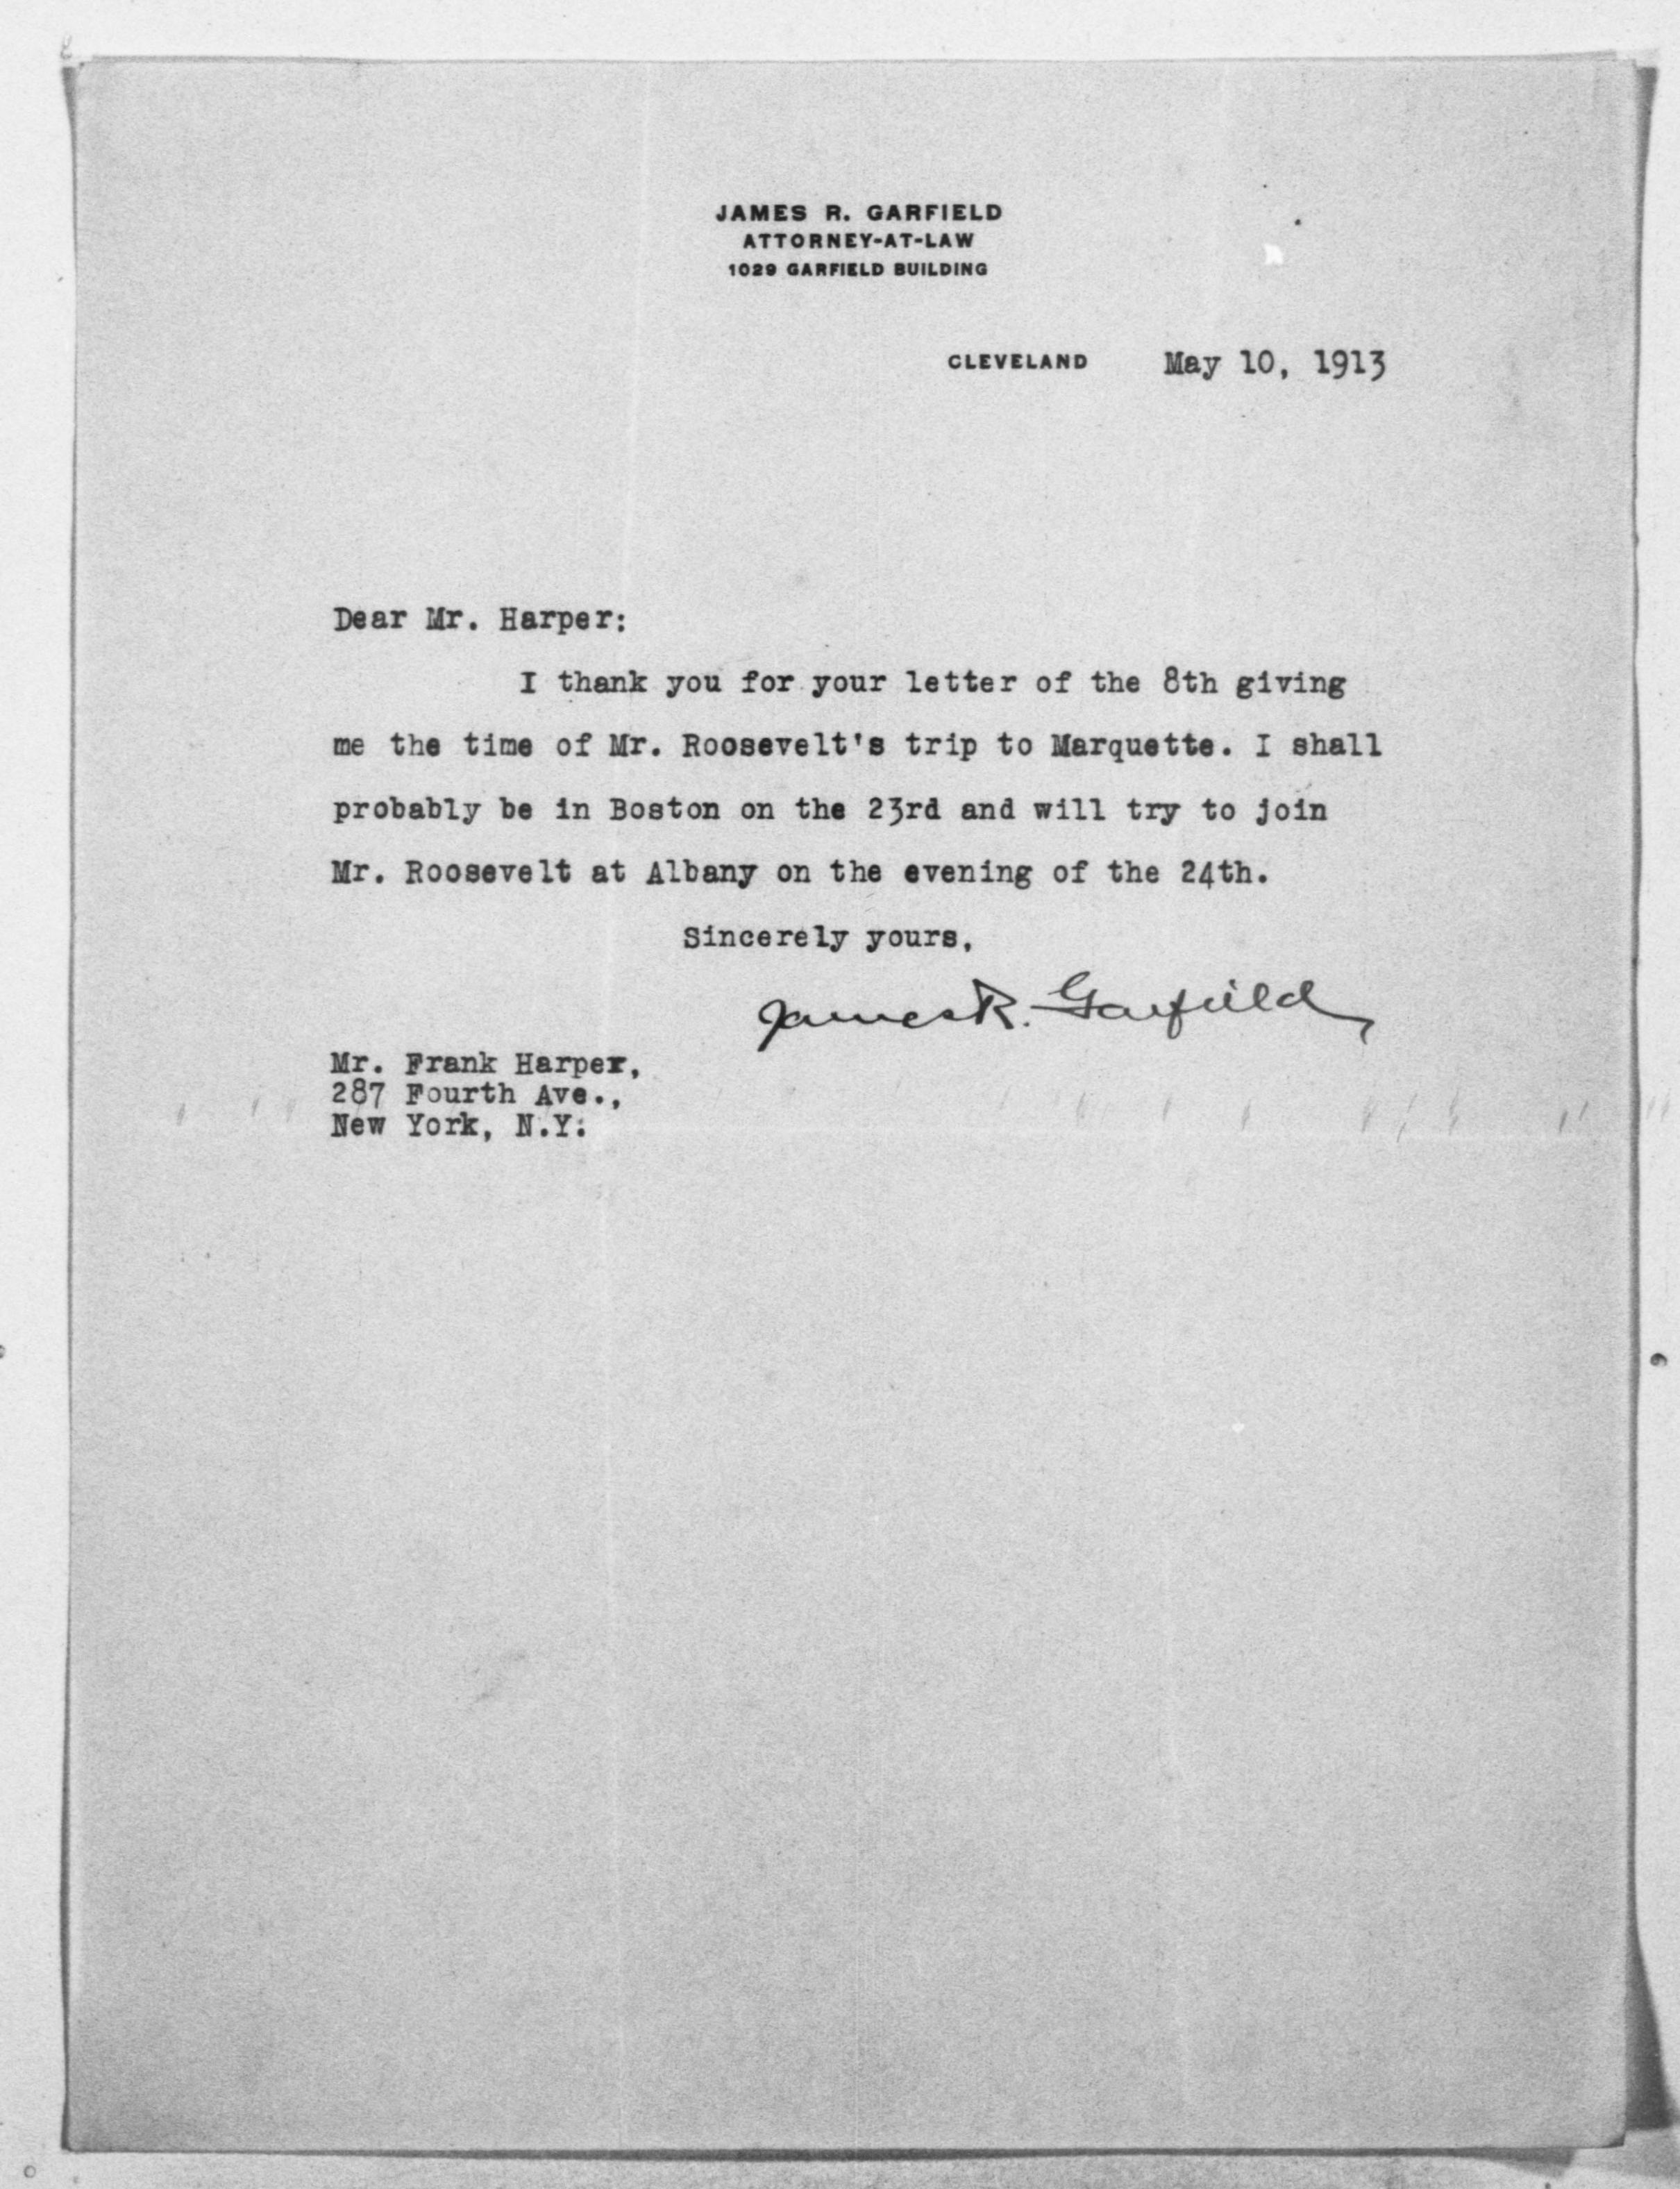 JAMES R. GARFIELD
ATTORNEY-AT-LAW
1029 GARFIELD BUILDING
CLEVELAND May 10, 1913
Dear Mr. Harper:
I thank you for your letter of the 8th giving
me the time of Mr. Roosevelt's trip to Marquette. I shall
probably be in Boston on the 23rd and will try to join
Mr. Roosevelt at Albany on the evening of the 24th.
Sincerely yours,
James R. Garfield
Mr. Frank Harper,
287 Fourth Ave.,
New York, N.Y.